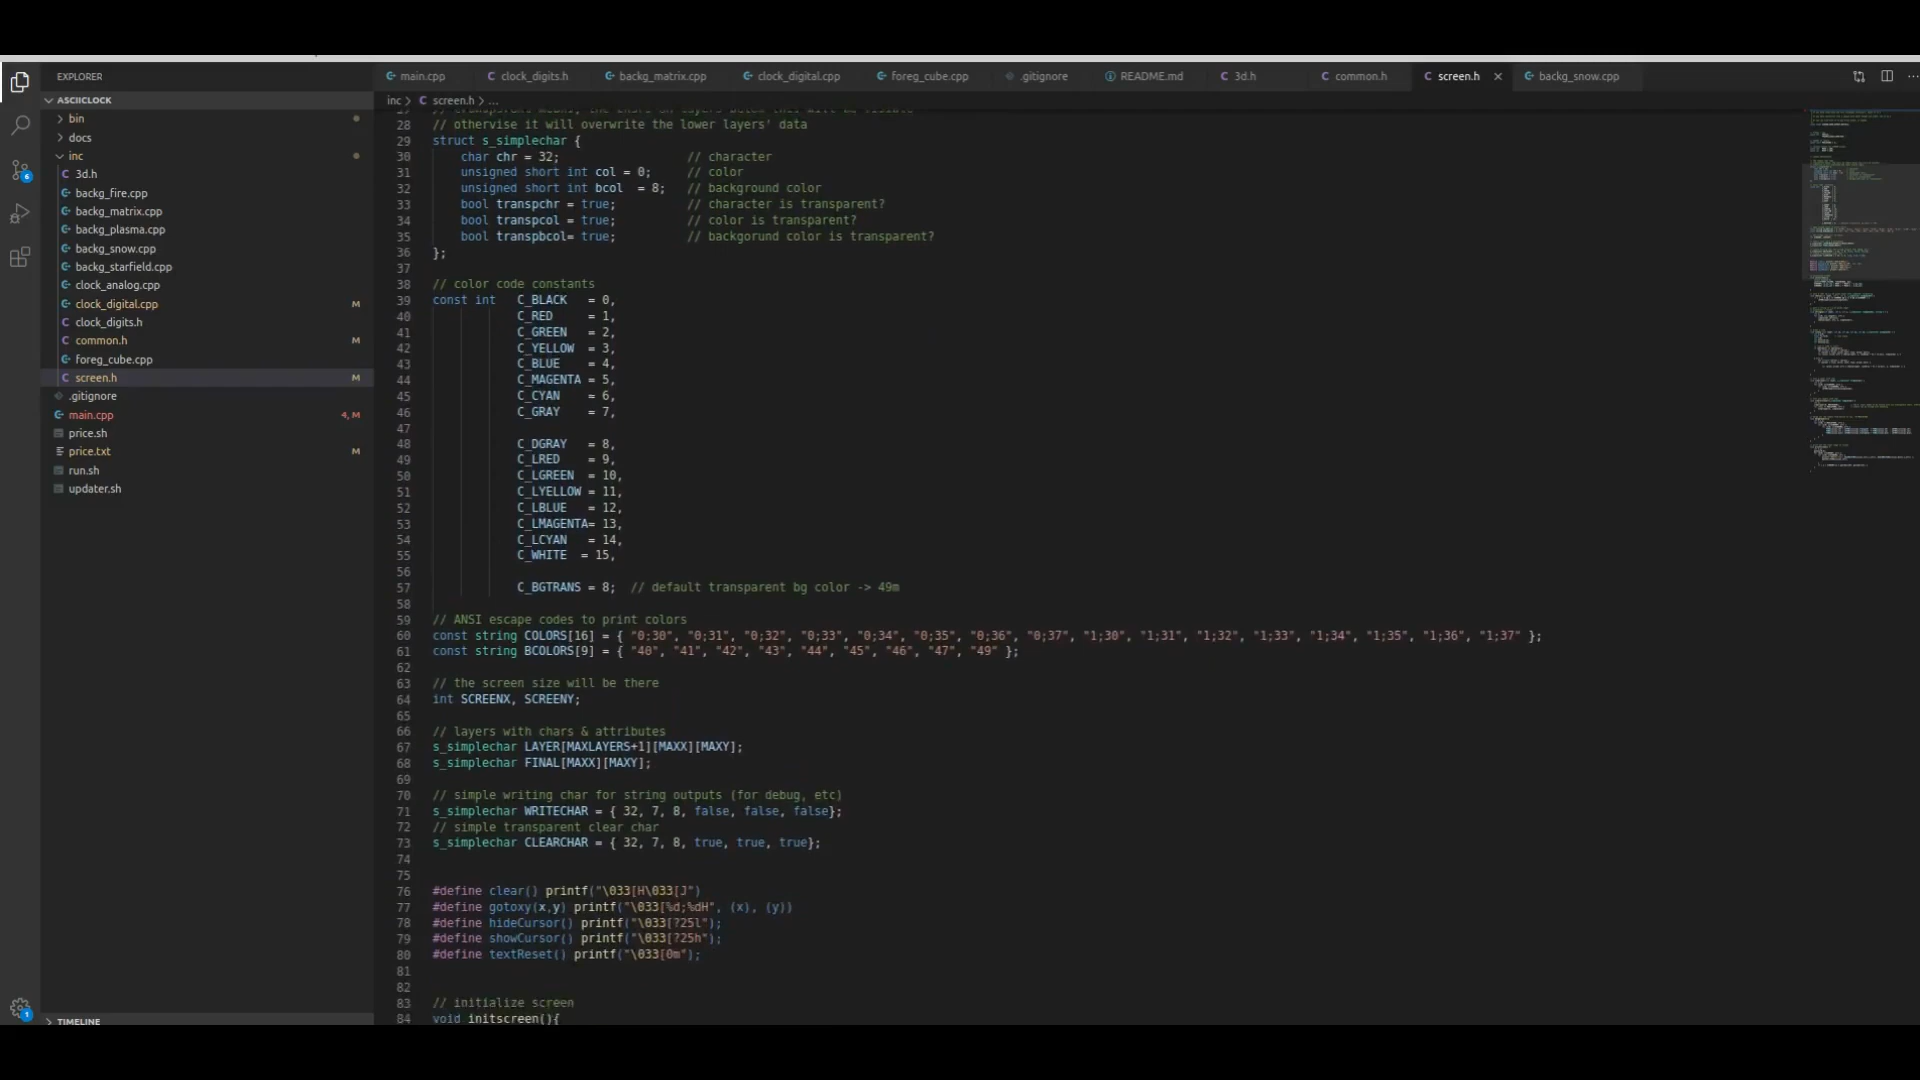 EXPLORER
main.cpp
clock_digits.h
backg_matrix.cpp
clock_digital.cpp
foreg_cube.cpp
.gitignore
README.md
3d.h
common.h
screen.h
backg_snow.cpp
ASCIICLOCK
bin
docs
inc
3d.h
backg_fire.cpp
backg_matrix.cpp
backg_plasma.cpp
backg_snow.cpp
backg_starfield.cpp
clock_analog.cpp
clock_digital.cpp M
clock_digits.h
common.h M
foreg_cube.cpp
screen.h M
.gitignore
main.cpp 4, M
price.sh
price.txt M
run.sh
updater.sh
TIMELINE
6
1
inc > screen.h > ...
28 // othervise it will overwrite the lower layers' data
29 struct s_simplechar {
30 char chr = 32; // character
31 unsigned short int col = 0; // color
32 unsigned short int bcol  = 8; // background color
33 bool transpchr = true; // character is transparent?
34 bool transpcol = true; // color is transparent?
35 bool transpbcol= true; // backgorund color is transparent?
36 };
37
38 // color code constants
39 const int C_BLACK = 0,
40 C_RED = 1,
41 C_GREEN = 2,
42 C_YELLOW = 3,
43 C_BLUE = 4,
44 C_MAGENTA = 5,
45 C_CYAN = 6,
46 C_GRAY = 7,
47
48 C_DGRAY = 8,
49 C_LRED = 9,
50 C_LGREEN = 10,
51 C_LYELLOW = 11,
52 C_LBLUE = 12,
53 C_LMAGENTA= 13,
54 C_LCYAN = 14,
55 C_WHITE = 15,
56
57 C_BGTRANS = 8; // default transparent bg color -> 49m
58
59 // ANSI escape codes to print colors
60 const string COLORS[16] = { "0;30", "0;31", "0;32", "0;33", "0;34", "0;35", "0;36", "0;37", "1;30", "1;31", "1;32", "1;33", "1;34", "1;35", "1;36", "1;37" };
61 const string BCOLORS[9] = { "40", "41", "42", "43", "44", "45", "46", "47", "49" };
62
63 // the screen size will be there
64 int SCREENX, SCREENY;
65
66 // layers with chars & attributes
67 s_simplechar LAYER[MAXLAYERS+1][MAXX][MAXY];
68 s_simplechar FINAL[MAXX][MAXY];
69
70 // simple writing char for string outputs (for debug, etc)
71 s_simplechar WRITECHAR = { 32, 7, 8, false, false, false};
72 // simple transparent clear char
73 s_simplechar CLEARCHAR = { 32, 7, 8, true, true, true};
74
75
76 #define clear() printf("\033[H\033[J")
77 #define gotoxy(x,y) printf("\033[%d;%dH", (x), (y))
78 #define hideCursor() printf("\033[?25l");
79 #define showCursor() printf("\033[?25h");
80 #define textReset() printf("\033[0m");
81
82
83 // initialize screen
84 void initscreen(){